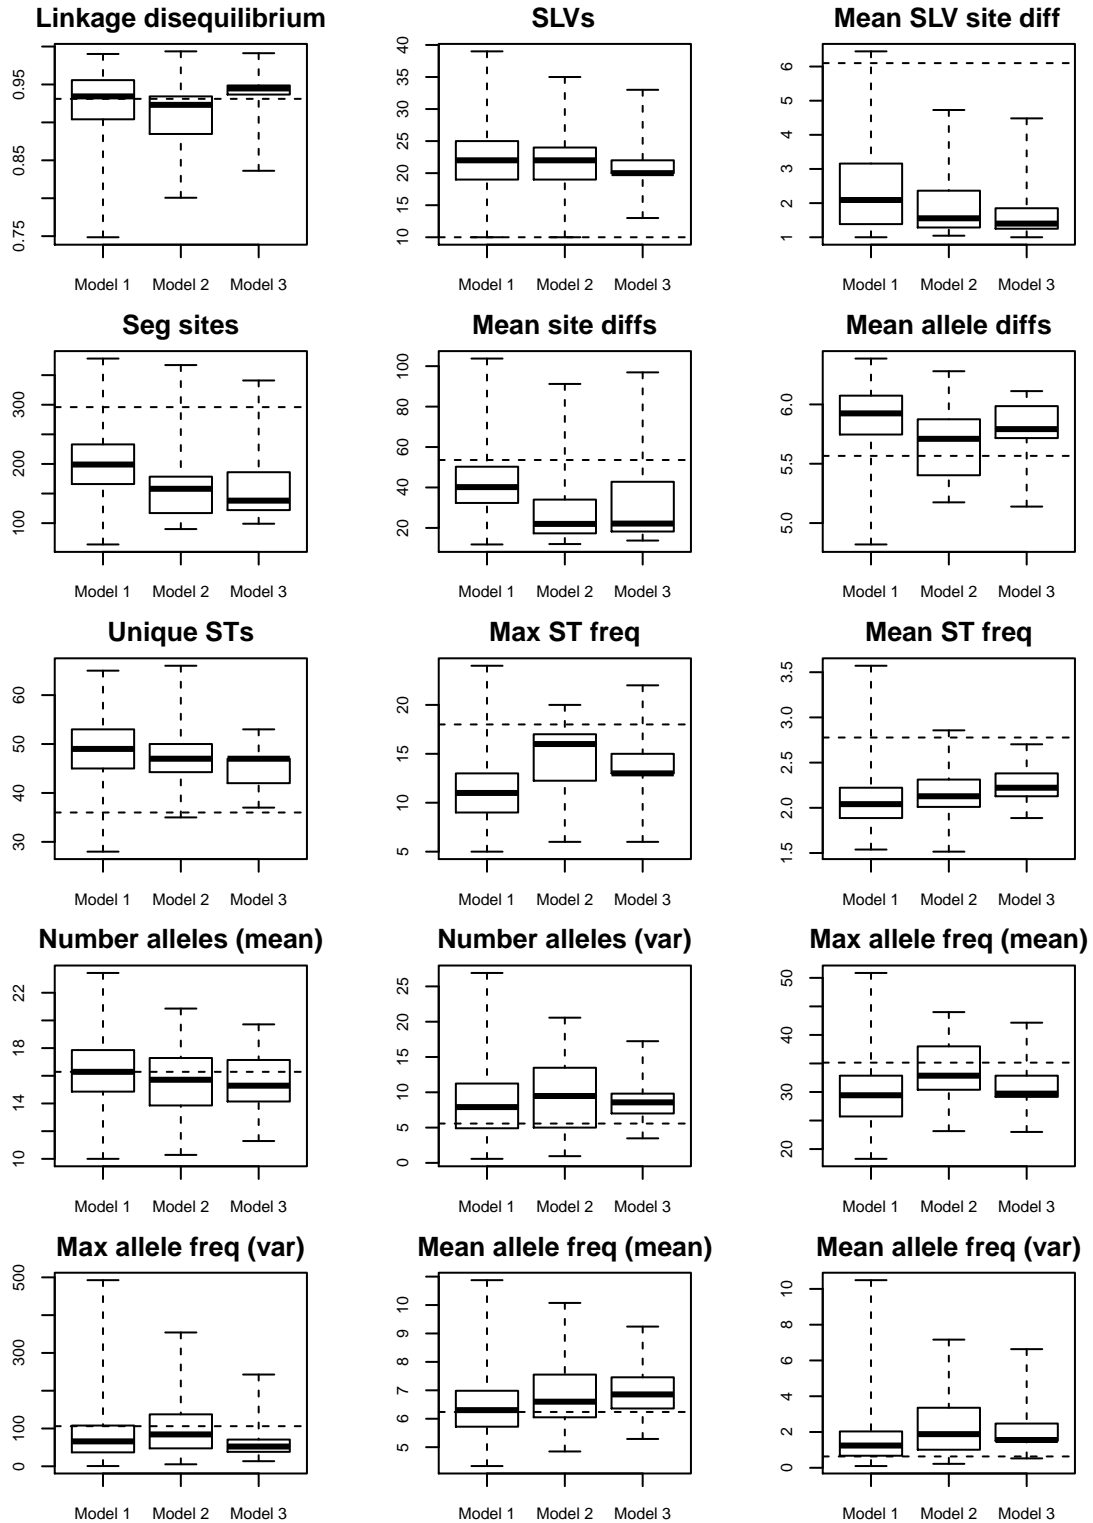 Linkage disequilibrium
0.95
0.85
0.75
Model 1 Model 2 Model 3
SLVs
40
35
30
25
20
15
10
Model 1 Model 2 Model 3
Mean SLV site diff
6
5
4
3
2
1
Model 1 Model 2 Model 3
Seg sites
300
200
100
Model 1 Model 2 Model 3
Mean site diffs
100
80
60
40
20
Model 1 Model 2 Model 3
Mean allele diffs
6.0
5.5
5.0
Model 1 Model 2 Model 3
Unique STs
60
50
40
30
Model 1 Model 2 Model 3
Max ST freq
20
15
10
5
Model 1 Model 2 Model 3
Mean ST freq
3.5
3.0
2.5
2.0
1.5
Model 1 Model 2 Model 3
Number alleles (mean)
22
18
14
10
Model 1 Model 2 Model 3
Number alleles (var)
25
20
15
10
5
0
Model 1 Model 2 Model 3
Max allele freq (mean)
50
40
30
20
Model 1 Model 2 Model 3
Max allele freq (var)
500
300
100
0
Model 1 Model 2 Model 3
Mean allele freq (mean)
10
9
8
7
6
5
Model 1 Model 2 Model 3
Mean allele freq (var)
10
8
6
4
2
0
Model 1 Model 2 Model 3